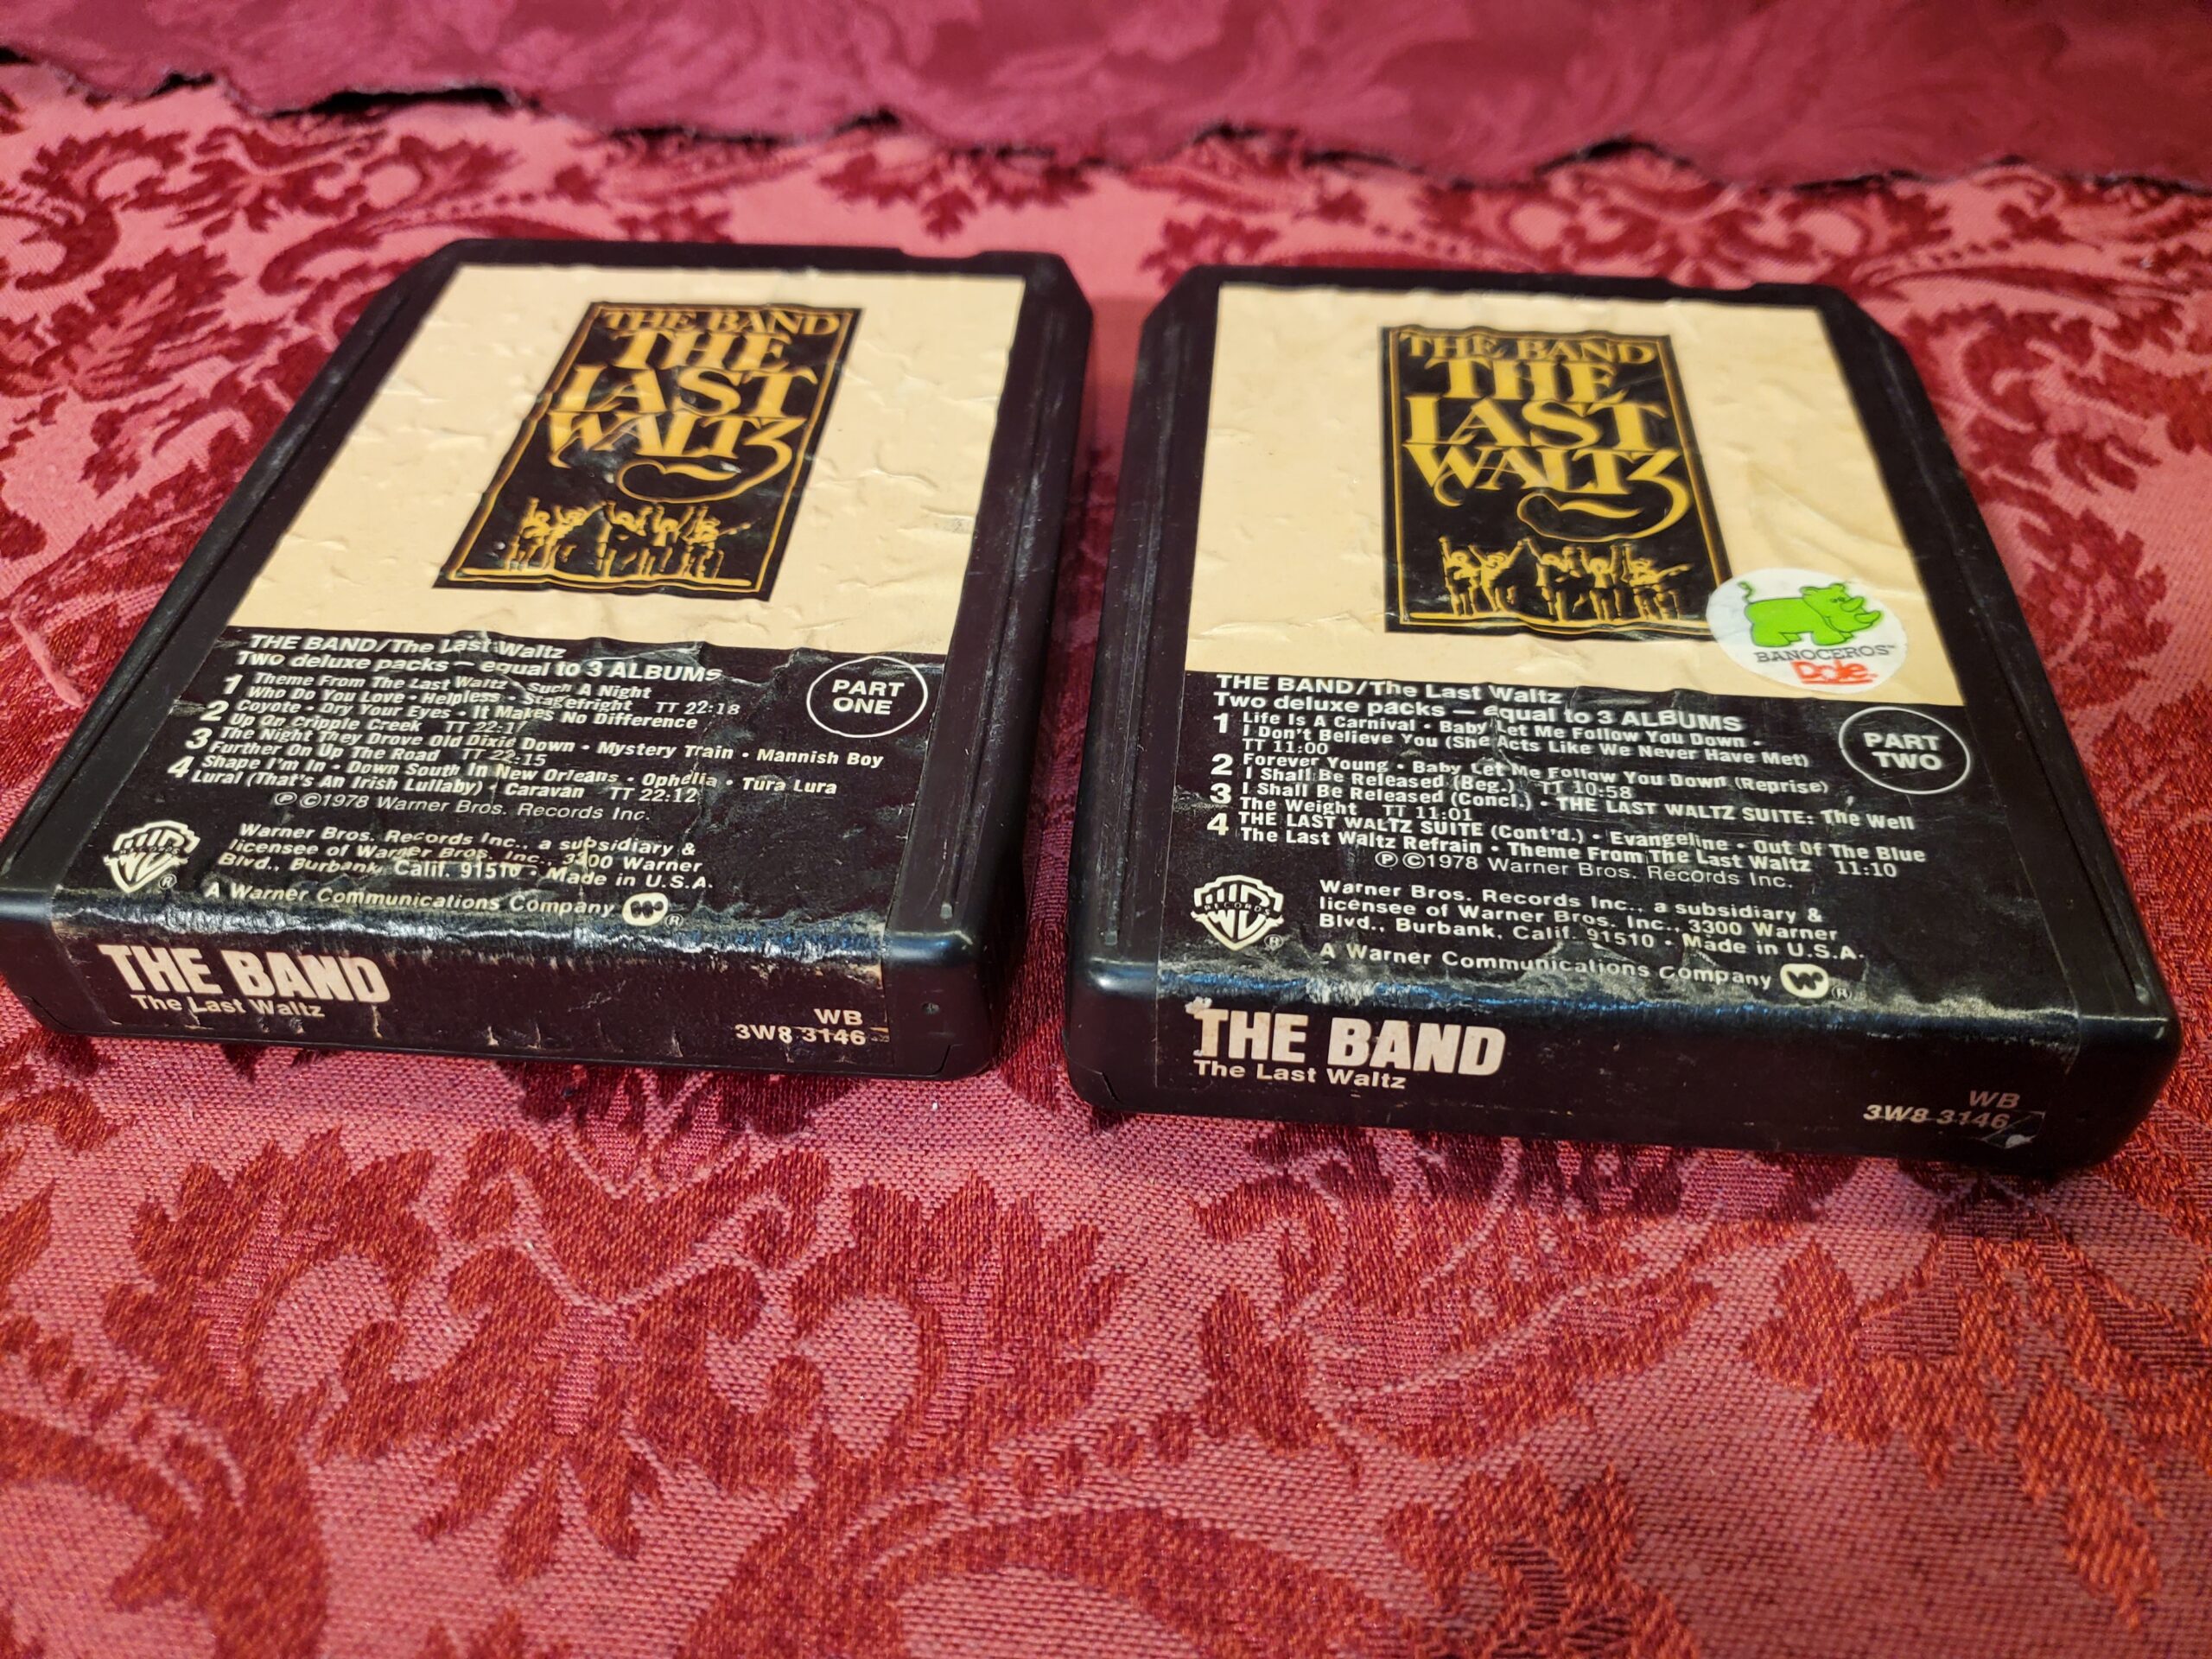 THE BAND
THE
LAST
WALTZ
THE BAND/The Last Waltz
Two deluxe packs — equal to 3 ALBUMS
PART
ONE
1 Theme From The Last Waltz • Such A Night
Who Do You Love • Helpless • Stagefright TT 22:18
2 Coyote • Dry Your Eyes • It Makes No Difference
Up On Cripple Creek TT 22:17
3 The Night They Drove Old Dixie Down • Mystery Train • Mannish Boy
Further On Up The Road TT 22:15
4 Shape I'm In • Down South In New Orleans • Ophelia • Tura Lura
Lural (That's An Irish Lullaby) • Caravan TT 22:12
℗ ©1978 Warner Bros. Records Inc.
RECORDS
®
Warner Bros. Records Inc., a subsidiary &
licensee of Warner Bros. Inc., 3300 Warner
Blvd., Burbank, Calif. 91510 • Made in U.S.A.
A Warner Communications Company ®
THE BAND
The Last Waltz
WB
3W8 3146
THE BAND
THE
LAST
WALTZ
BANOCEROS™
Dole
THE BAND/The Last Waltz
Two deluxe packs — equal to 3 ALBUMS
PART
TWO
1 Life Is A Carnival • Baby Let Me Follow You Down •
I Don't Believe You (She Acts Like We Never Have Met)
TT 11:00
2 Forever Young • Baby Let Me Follow You Down (Reprise)
I Shall Be Released (Beg.) TT 10:58
3 I Shall Be Released (Concl.) • THE LAST WALTZ SUITE: The Well
The Weight TT 11:01
4 THE LAST WALTZ SUITE (Cont'd.) • Evangeline • Out Of The Blue
The Last Waltz Refrain • Theme From The Last Waltz 11:10
℗ ©1978 Warner Bros. Records Inc.
RECORDS
®
Warner Bros. Records Inc., a subsidiary &
licensee of Warner Bros. Inc., 3300 Warner
Blvd., Burbank, Calif. 91510 • Made in U.S.A.
A Warner Communications Company ®
THE BAND
The Last Waltz
WB
3W8 3146